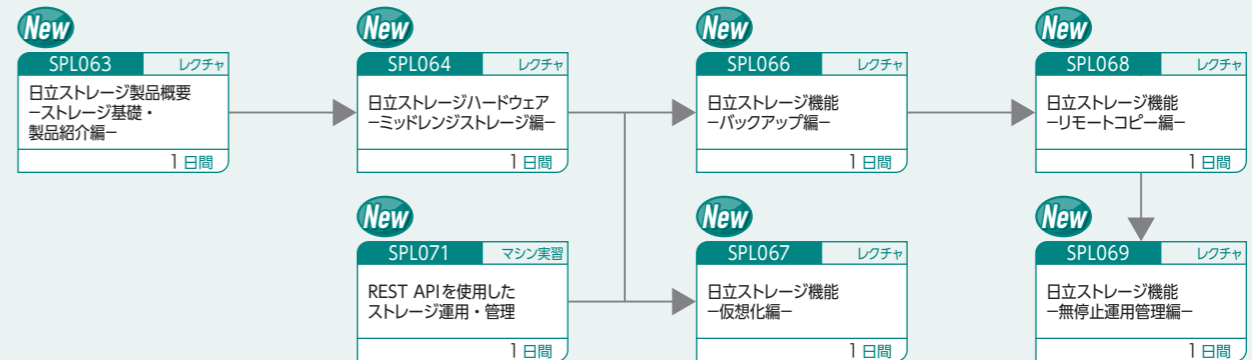 New
SPL063 レクチャ
日立ストレージ製品概要
－ストレージ基礎・
製品紹介編－
1 日間
New
SPL064 レクチャ
日立ストレージハードウェア
－ミッドレンジストレージ編－
1 日間
New
SPL066 レクチャ
日立ストレージ機能
－バックアップ編－
1 日間
New
SPL068 レクチャ
日立ストレージ機能
－リモートコピー編－
1 日間
New
SPL071 マシン実習
REST APIを使用した
ストレージ運用・管理
1 日間
New
SPL067 レクチャ
日立ストレージ機能
－仮想化編－
1 日間
New
SPL069 レクチャ
日立ストレージ機能
－無停止運用管理編－
1 日間